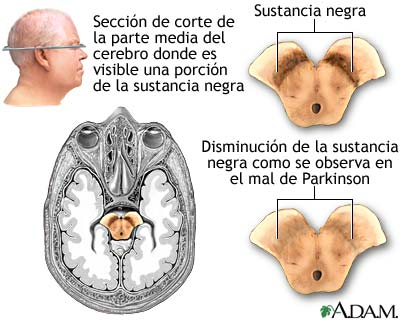 Sección de corte de
la parte media del
cerebro donde es
visible una porción
de la sustancia negra
Sustancia negra
Disminución de la sustancia
negra como se observa en
el mal de Parkinson
ADAM.